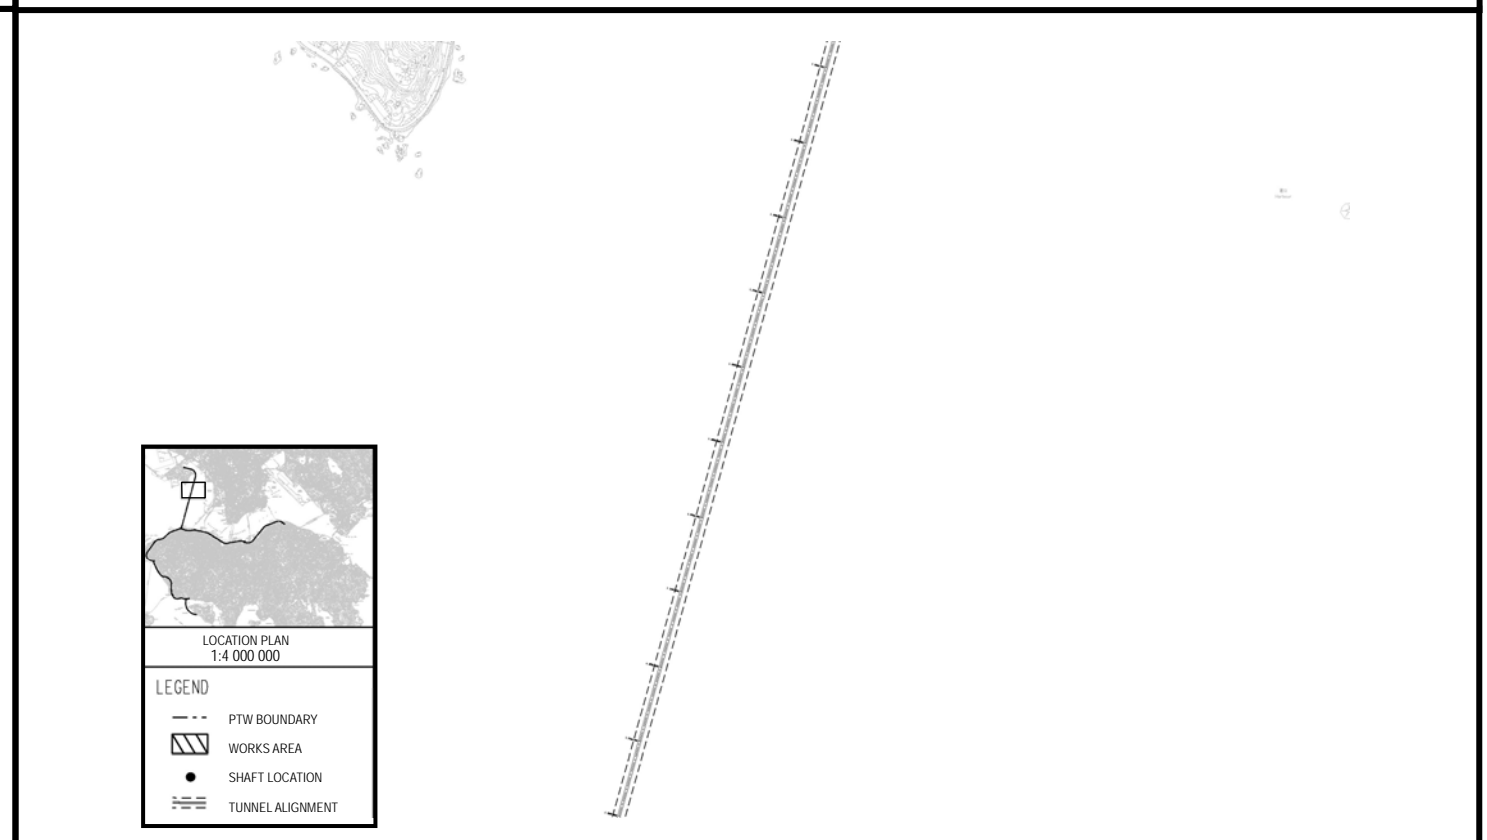 LOCATION PLAN
1:4 000 000
LEGEND
PTW BOUNDARY
WORKS AREA
SHAFT LOCATION
TUNNEL ALIGNMENT